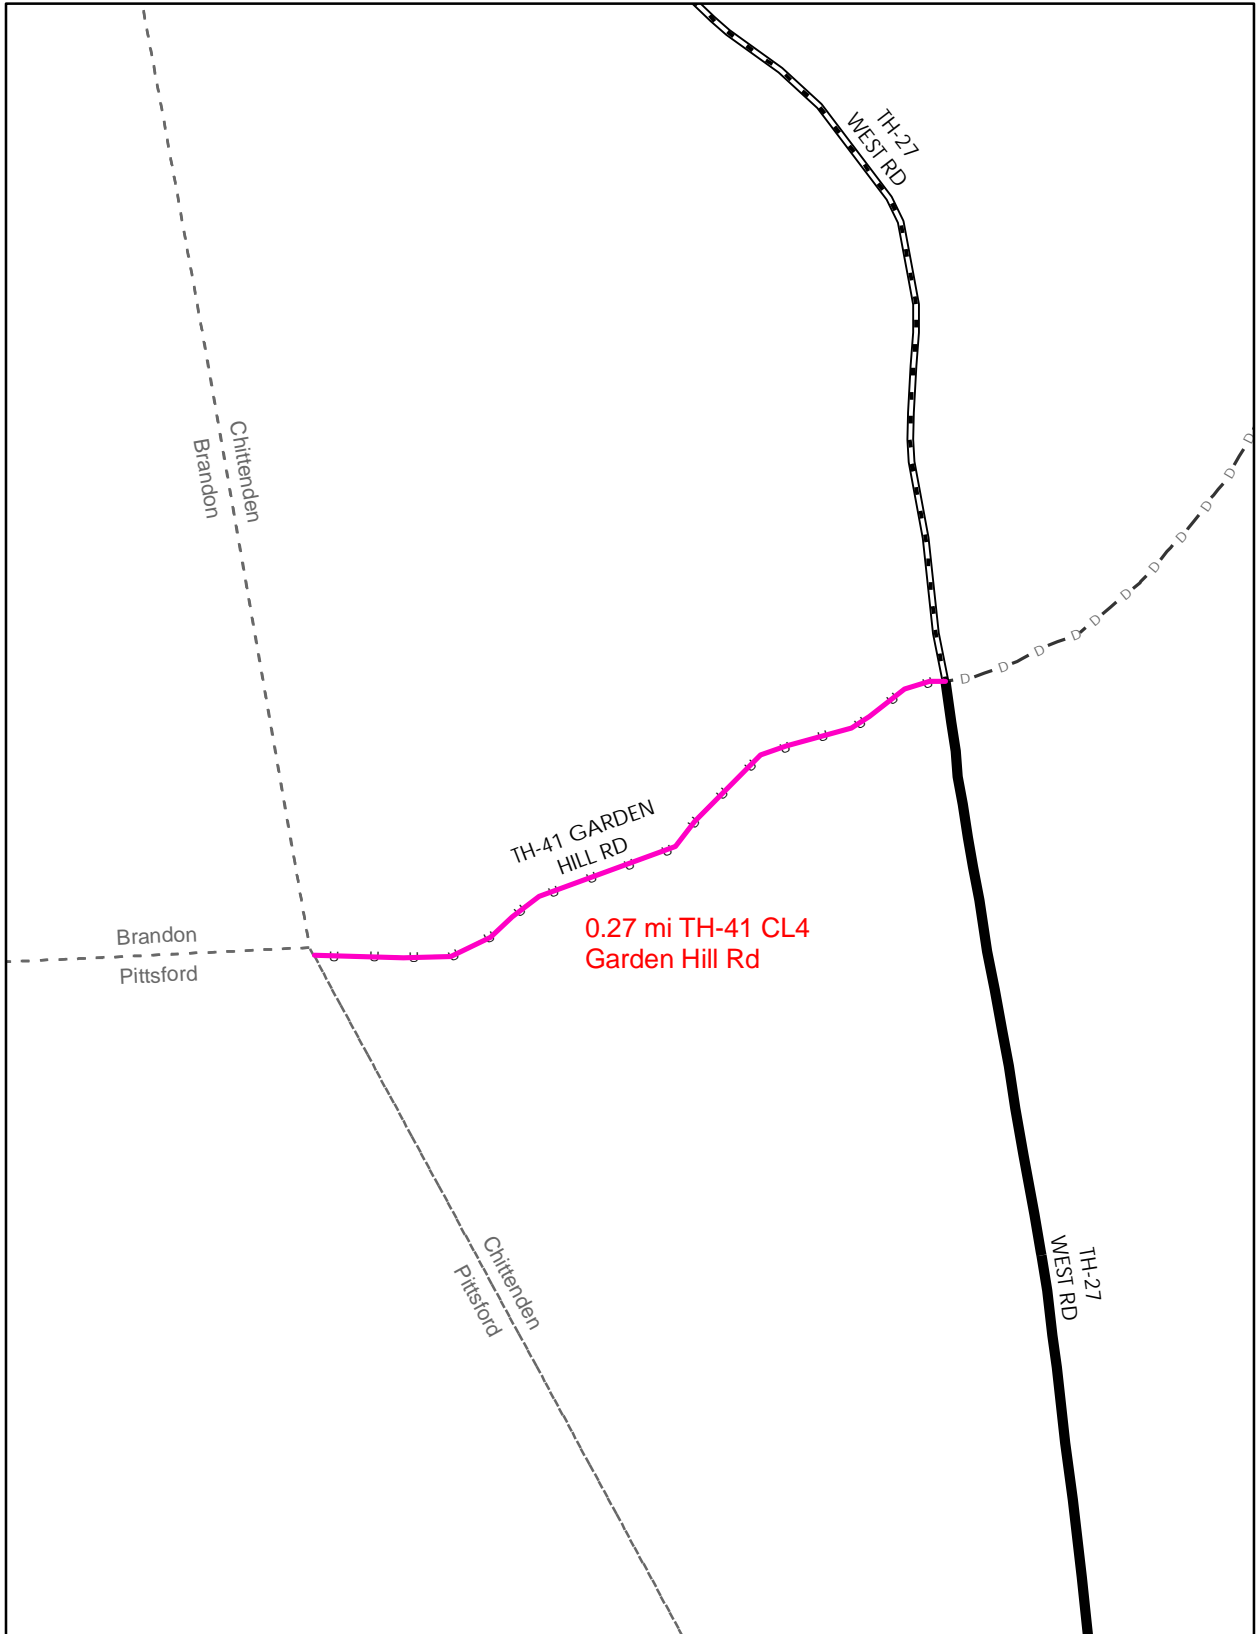 TH-27
WEST RD
Chittenden
Brandon
D
D
D
D
D
D
D
D
D
D
D
TH-41 GARDEN
HILL RD
0.27 mi TH-41 CL4
Garden Hill Rd
Brandon
Pittsford
Chittenden
Pittsford
TH-27
WEST RD